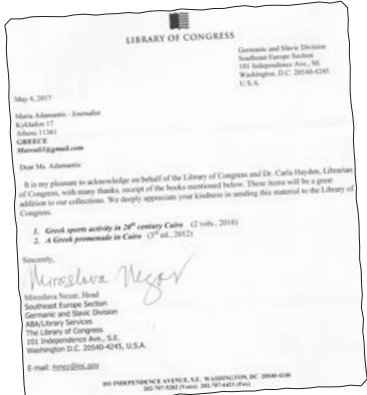 LIBRARY OF CONGRESS
Germanic and Slavic Division
Southeast Europe Section
101 Independence Ave., SE
Washington, D.C. 20540-4245
U.S.A.
May 4, 2017
Maria Adamantis - Journalist
Kykladon 17
Athens 11361
GREECE
Dear Ms. Adamantis:
It is my pleasure to acknowledge on behalf of the Library of Congress and Dr. Carla Hayden, Librarian
of Congress, with many thanks, receipt of the books mentioned below. These items will be a great
addition to our collections. We deeply appreciate your kindness in sending this material to the Library of
Congress.
1. Greek sports activity in 20th century Cairo (2 vols., 2016)
2. A Greek promenade in Cairo (3rd ed., 2012)
Sincerely,
Miroslava Nezar
Miroslava Nezar, Head
Southeast Europe Section
Germanic and Slavic Division
ABA/Library Services
The Library of Congress
101 Independence Ave., S.E.
Washington D.C. 20540-4245, U.S.A.
E-mail: mnez@loc.gov
101 INDEPENDENCE AVENUE, S.E. WASHINGTON, DC 20540-4240